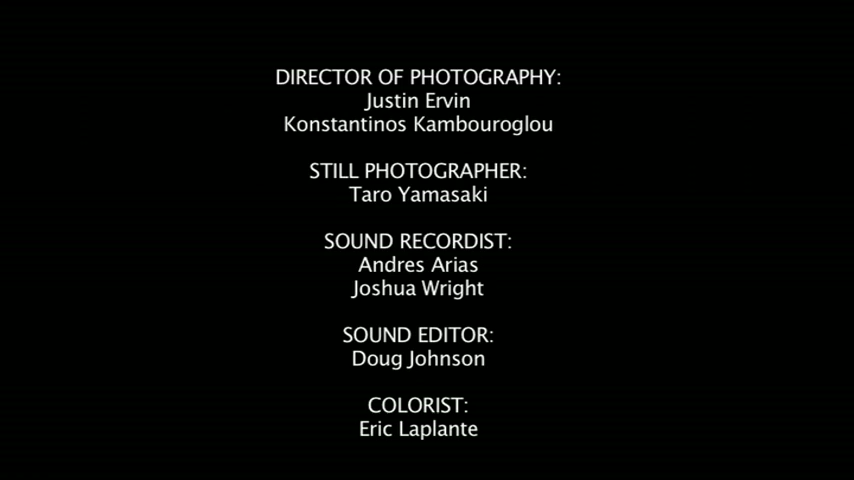 DIRECTOR OF PHOTOGRAPHY:
Justin Ervin
Konstantinos Kambouroglou
STILL PHOTOGRAPHER:
Taro Yamasaki
SOUND RECORDIST:
Andres Arias
Joshua Wright
SOUND EDITOR:
Doug Johnson
COLORIST:
Eric Laplante